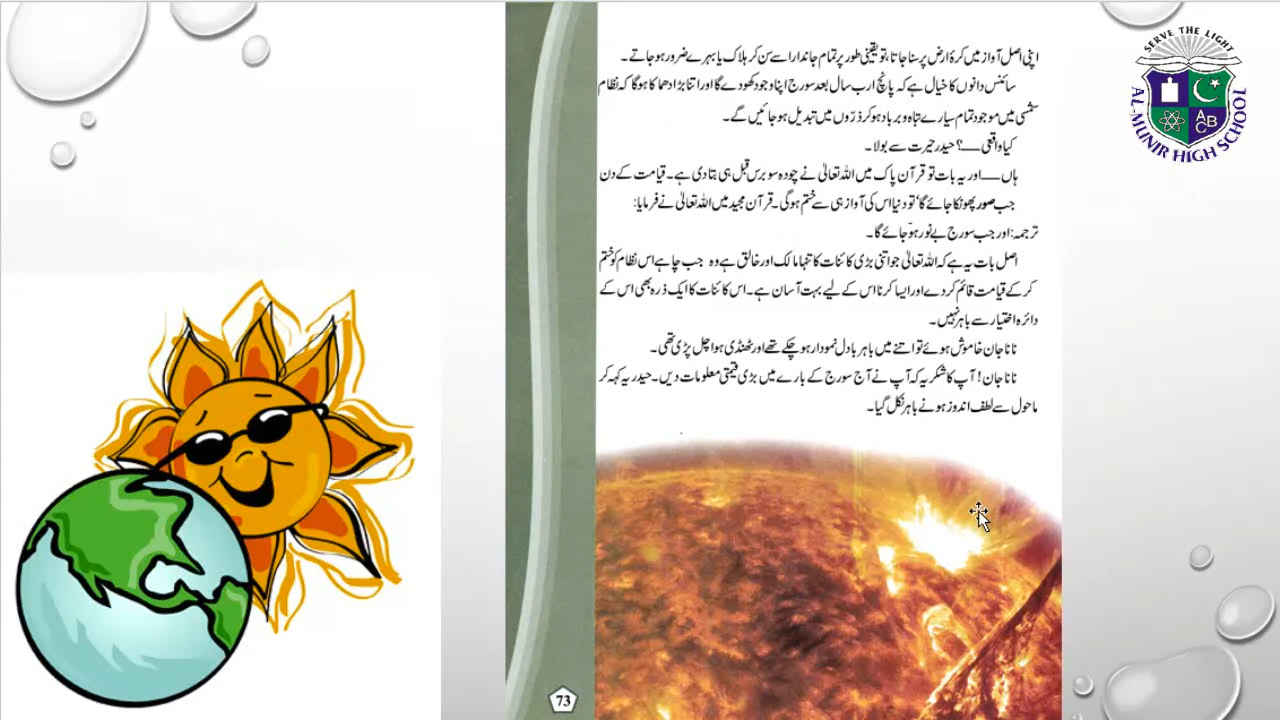 اپنی اصل آواز میں کرۂ ارض پر سنا جاتا، تو یقینی طور پر تمام جاندار اسے سن کر ہلاک یا بہرے ضرور ہو جاتے ۔
سائنس دانوں کا خیال ہے کہ پانچ ارب سال بعد سورج اپنا وجود کھو دے گا اور اتنا بڑا دھما کا ہو گا کہ نظام
شمسی میں موجود تمام سیارے تباہ و برباد ہو کر ذرّوں میں تبدیل ہو جائیں گے۔
کیا واقعی ــــ؟ حیدر حیرت سے بولا ۔
ہاں ــــ اور یہ بات تو قرآن پاک میں اللہ تعالیٰ نے چودہ سو برس قبل ہی بتا دی ہے۔ قیامت کے دن
جب صور پھونکا جائے گا‘ تو دنیا اس کی آواز ہی سے ختم ہو گی ۔ قرآن مجید میں اللہ تعالیٰ نے فرمایا:
ترجمہ: اور جب سورج بے نور ہو جائے گا ۔
اصل بات یہ ہے کہ اللہ تعالیٰ جو اتنی بڑی کائنات کا تنہا مالک اور خالق ہے وہ جب چاہے اس نظام کو ختم
کر کے قیامت قائم کر دے اور ایسا کرنا اس کے لیے بہت آسان ہے۔ اس کائنات کا ایک ذرہ بھی اس کے
دائرہ اختیار سے باہر نہیں۔
نانا جان خاموش ہوئے تو اتنے میں باہر بادل نمودار ہو چکے تھے اور ٹھنڈی ہوا چل پڑی تھی ۔
نانا جان! آپ کا شکریہ کہ آپ نے آج سورج کے بارے میں بڑی قیمتی معلومات دیں۔ حیدر یہ کہہ کر
ماحول سے لطف اندوز ہونے باہر نکل گیا ۔
73
SERVE THE LIGHT
AB
C
AL-MUNIR HIGH SCHOOL